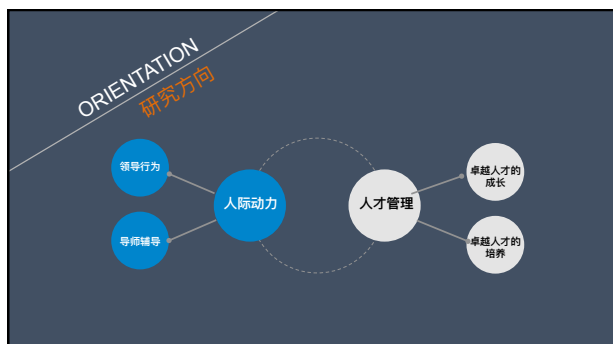 ORIENTATION
研究方向
领导行为
导师辅导
人际动力
人才管理
卓越人才的
成长
卓越人才的
培养